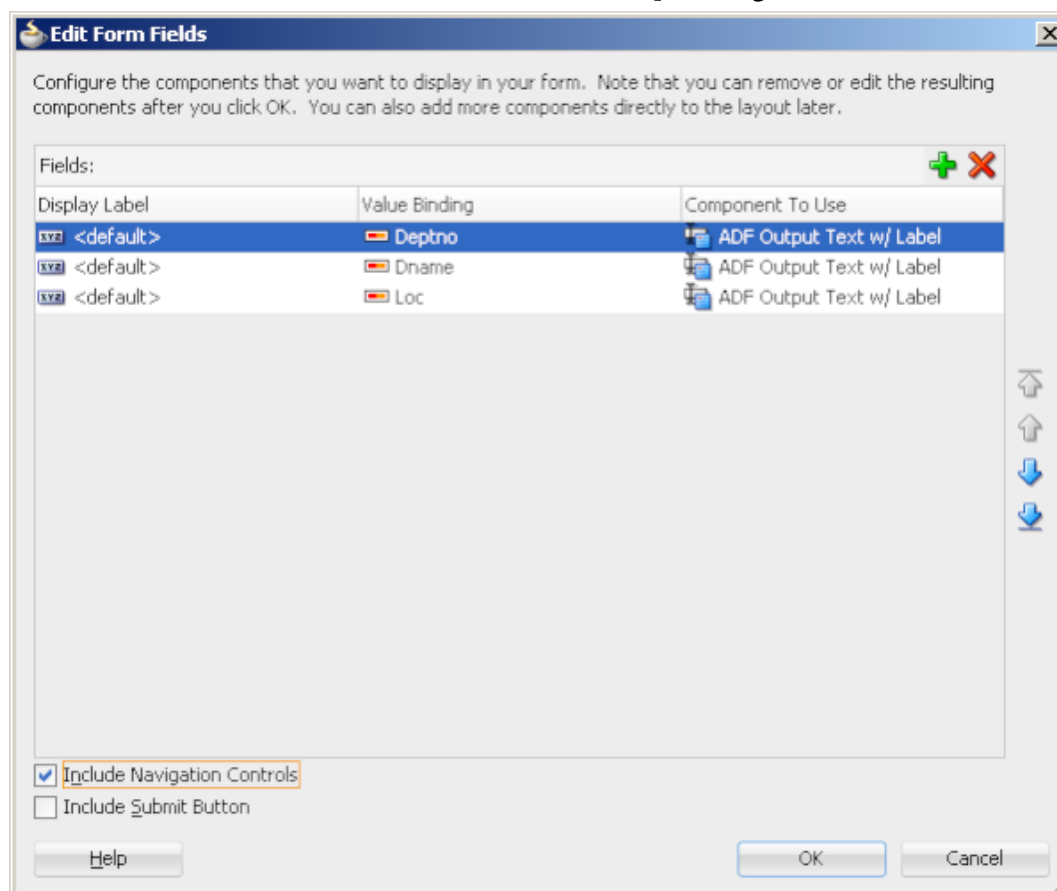 Edit Form Fields
Configure the components that you want to display in your form. Note that you can remove or edit the resulting
components after you click OK. You can also add more components directly to the layout later.
Fields:
Display Label Value Binding Component To Use
XYZ <default> Deptno ADF Output Text w/ Label
XYZ <default> Dname ADF Output Text w/ Label
XYZ <default> Loc ADF Output Text w/ Label
Include Navigation Controls
Include Submit Button
Help OK Cancel